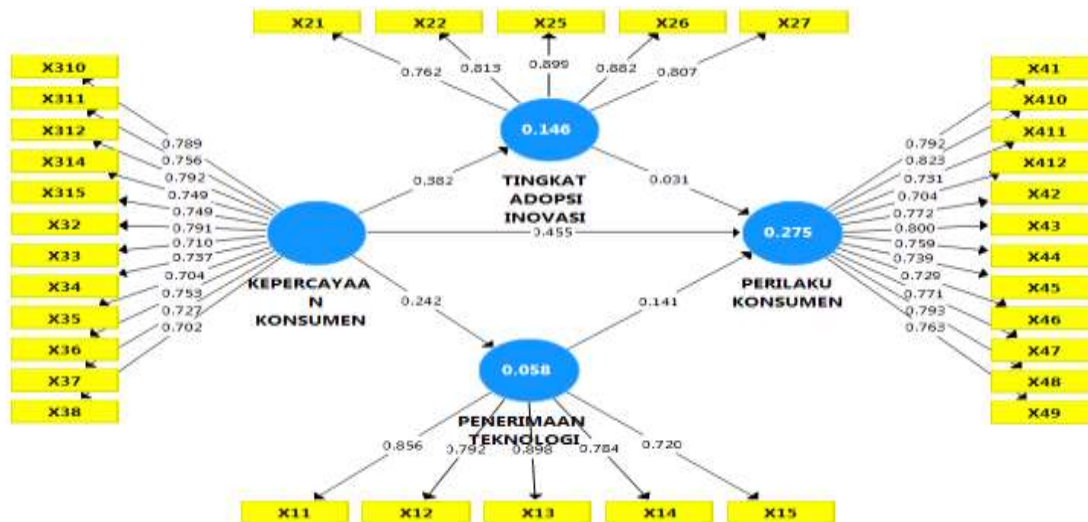 X21
X22
X25
X26
X27
0.762
0.813
0.899
0.882
0.807
X310
X311
X312
X314
X315
X32
X33
X34
X35
X36
X37
X38
0.789
0.756
0.792
0.749
0.749
0.791
0.710
0.737
0.704
0.753
0.727
0.702
0.146
TINGKAT
ADOPSI
INOVASI
0.382
0.031
0.455
KEPERCAYAA
N
KONSUMEN
0.242
0.141
0.275
PERILAKU
KONSUMEN
X41
X410
X411
X412
X42
X43
X44
X45
X46
X47
X48
X49
0.792
0.823
0.731
0.704
0.772
0.800
0.759
0.739
0.729
0.771
0.793
0.763
0.058
PENERIMAAN
TEKNOLOGI
0.856
0.792
0.898
0.784
0.720
X11
X12
X13
X14
X15